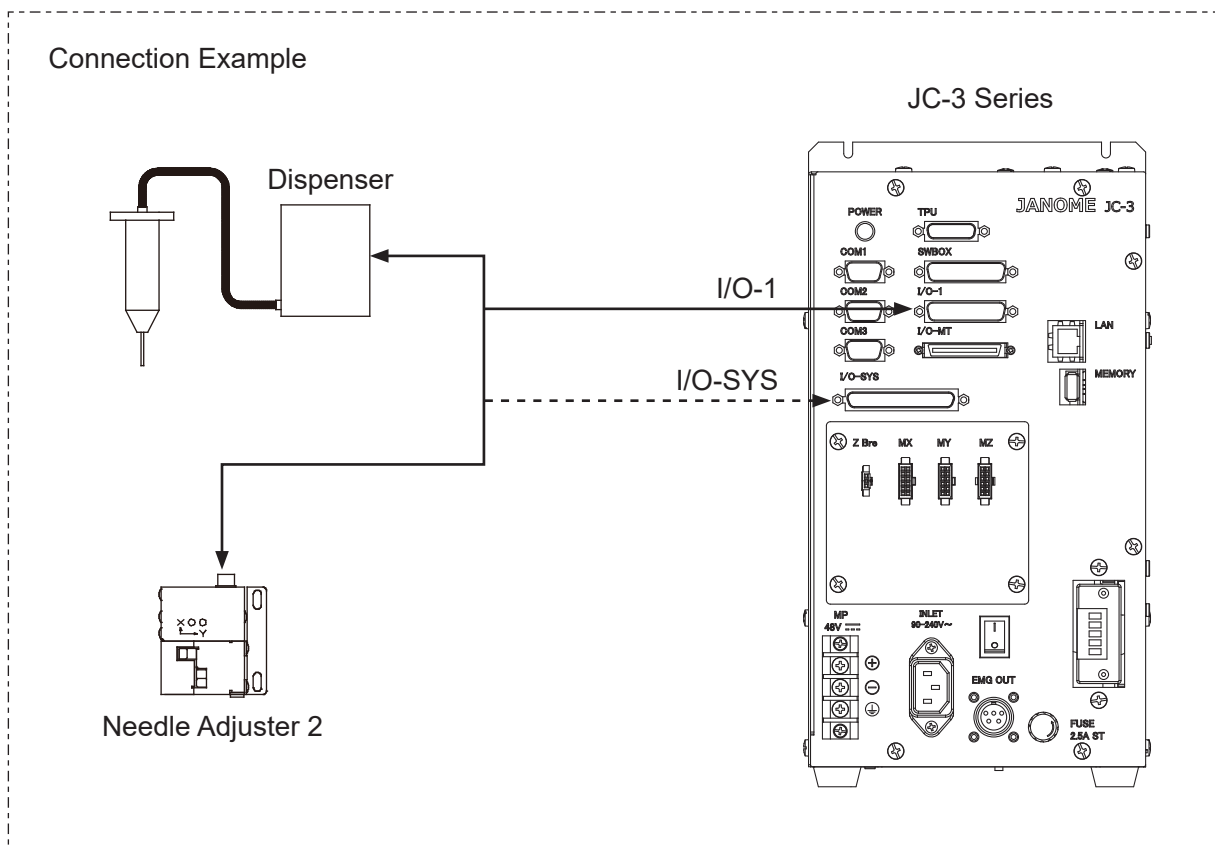 Connection Example
JC-3 Series
Dispenser
JANOME JC-3
POWER TPU
COM1 SWBOX
I/O-1
COM2 I/O-1
COM3 I/O-MT
LAN
I/O-SYS
I/O-SYS
MEMORY
Z Bre MX MY MZ
X
Y
MP
48V
INLET
90-240V~
EMG OUT
FUSE
2.5A ST
Needle Adjuster 2